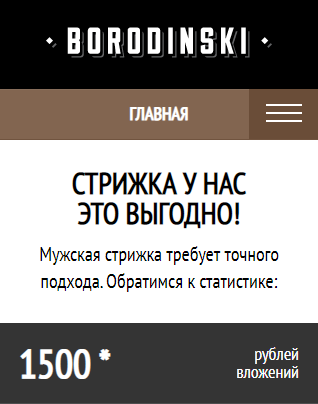 BORODINSKI
ГЛАВНАЯ
СТРИЖКА У НАС
ЭТО ВЫГОДНО!
Мужская стрижка требует точного
подхода. Обратимся к статистике:
1500 *
рублей
вложений